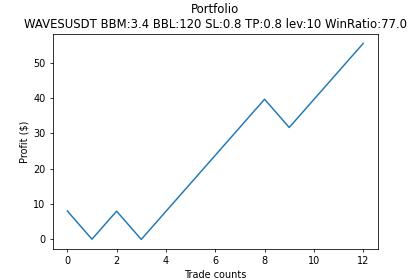 Portfolio
WAVESUSDT BBM:3.4 BBL:120 SL:0.8 TP:0.8 lev:10 WinRatio:77.0
Profit ($)
50
40
30
20
10
0
0 2 4 6 8 10 12
Trade counts